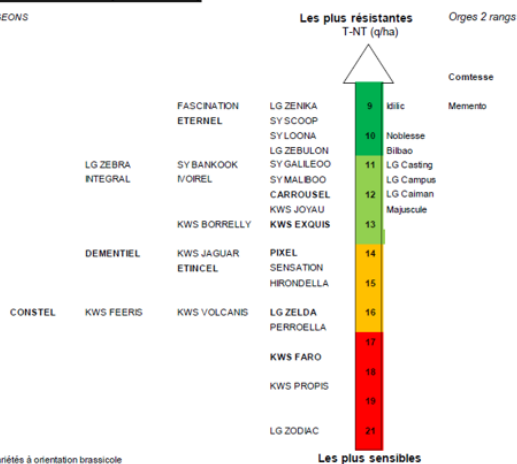 Les plus résistantes Orges 2 rangs
T-NT (q/ha)
Comtesse
FASCINATION LG ZENIKA 9 Idilic Memento
ETERNEL SY SCOOP
SY LOONA 10 Noblesse
LG ZEBULON Bilbao
LG ZEBRA SY BANKOOK SY GALILEOO 11 LG Casting
INTEGRAL IVOIREL SY MALIBOO LG Campus
CARROUSEL 12 LG Caiman
KWS JOYAU Majuscule
KWS BORRELLY KWS EXQUIS 13
DEMENTIEL KWS JAGUAR PIXEL 14
ETINCEL SENSATION
HIRONDELLA 15
CONSTEL KWS FEERIS KWS VOLCANIS LG ZELDA 16
PERROELLA
17
KWS FARO
18
KWS PROPIS
19
LG ZODIAC 21
à orientation brassicole Les plus sensibles